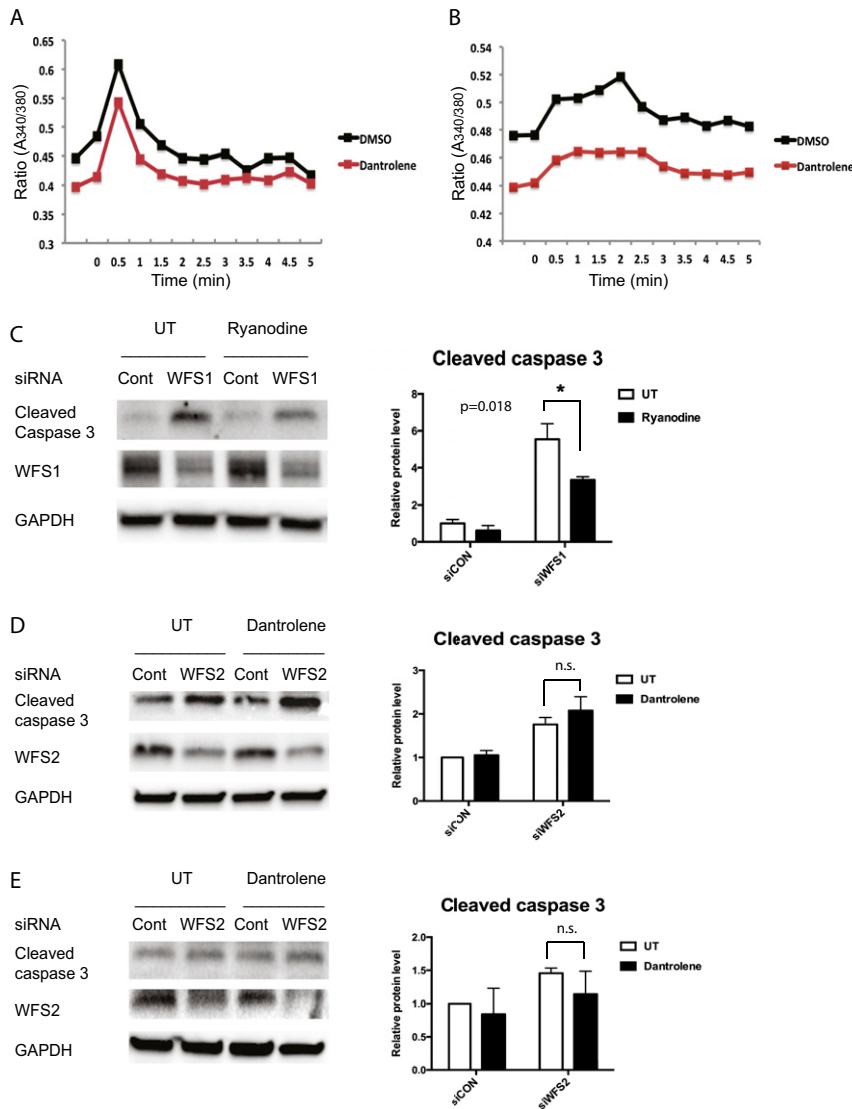 A
0.65
0.6
0.55
0.5
0.45
0.4
0.35
0.3
Ratio (A340/380)
0 0.5 1 1.5 2 2.5 3 3.5 4 4.5 5
Time (min)
DMSO
Dantrolene
B
0.54
0.52
0.5
0.48
0.46
0.44
0.42
0.4
Ratio (A340/380)
0 0.5 1 1.5 2 2.5 3 3.5 4 4.5 5
Time (min)
DMSO
Dantrolene
C
UT Ryanodine
siRNA Cont WFS1 Cont WFS1
Cleaved
Caspase 3
WFS1
GAPDH
Cleaved caspase 3
p=0.018
*
UT
Ryanodine
Relative protein level
8
6
4
2
0
siCON siWFS1
D
UT Dantrolene
siRNA Cont WFS2 Cont WFS2
Cleaved
caspase 3
WFS2
GAPDH
Cleaved caspase 3
n.s.
UT
Dantrolene
Relative protein level
3
2
1
0
siCON siWFS2
E
UT Dantrolene
siRNA Cont WFS2 Cont WFS2
Cleaved
caspase 3
WFS2
GAPDH
Cleaved caspase 3
n.s.
UT
Dantrolene
Relative protein level
2.0
1.5
1.0
0.5
0.0
siCON siWFS2